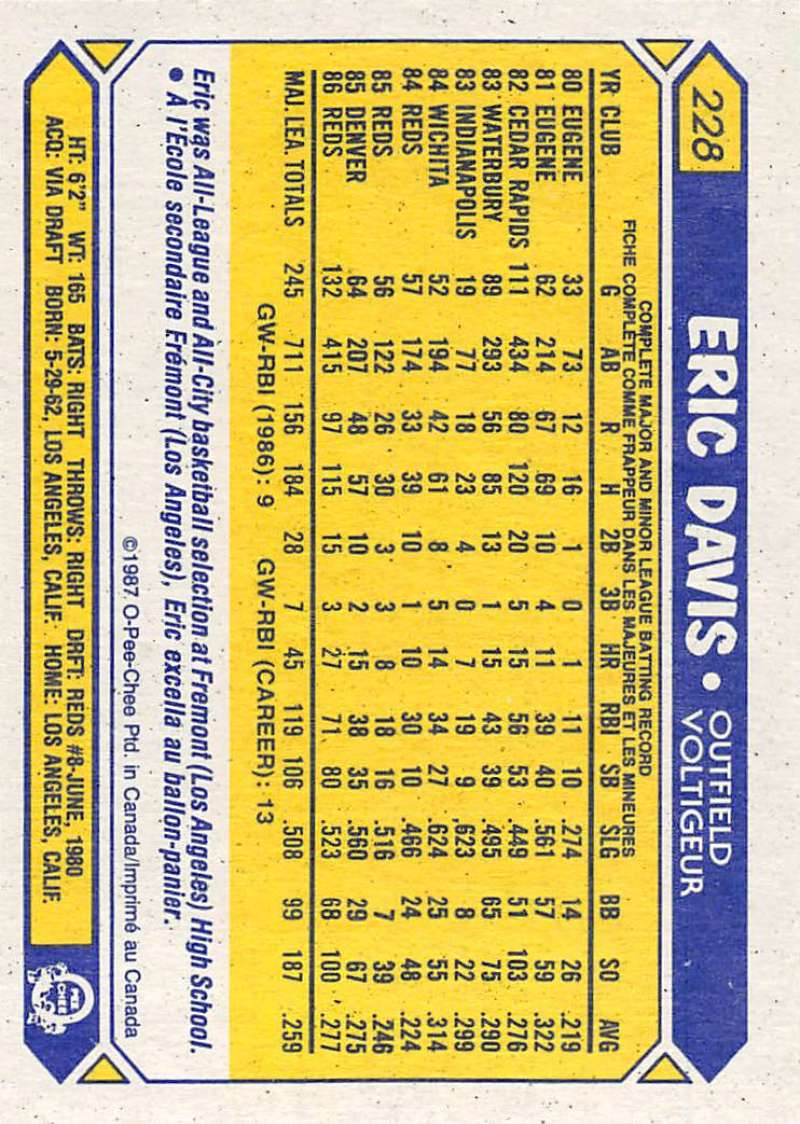 228
ERIC DAVIS • OUTFIELD
VOLTIGEUR
COMPLETE MAJOR AND MINOR LEAGUE BATTING RECORD
FICHE COMPLETE COMME FRAPPEUR DANS LES MAJEURES ET LES MINEURES
YR CLUB G AB R H 2B 3B HR RBI SB SLG BB SO AVG
80 EUGENE 33 73 12 16 1 0 1 11 10 .274 14 26 .219
81 EUGENE 62 214 67 69 10 4 11 39 40 .561 57 59 .322
82 CEDAR RAPIDS 111 434 80 120 20 5 15 56 53 .449 51 103 .276
83 WATERBURY 89 293 56 85 13 1 15 43 39 .495 65 75 .290
83 INDIANAPOLIS 19 77 18 23 4 0 7 19 9 .623 8 22 .299
84 WICHITA 52 194 42 61 8 5 14 34 27 .624 25 55 .314
84 REDS 57 174 33 39 10 1 10 30 10 .466 24 48 .224
85 REDS 56 122 26 30 3 3 8 18 16 .516 7 39 .246
85 DENVER 64 207 48 57 10 2 15 38 35 .560 29 67 .275
86 REDS 132 415 97 115 15 3 27 71 80 .523 68 100 .277
MAJ. LEA. TOTALS 245 711 156 184 28 7 45 119 106 .508 99 187 .259
GW-RBI (1986): 9 GW-RBI (CAREER): 13
Eric was All-League and All-City basketball selection at Fremont (Los Angeles) High School.
• A l'École secondaire Frémont (Los Angeles), Eric excella au ballon-panier.
©1987 O-Pee-Chee Ptd. in Canada/Imprimé au Canada
HT: 6'2" WT: 165 BATS: RIGHT THROWS: RIGHT DRFT: REDS #8-JUNE, 1980
ACQ: VIA DRAFT BORN: 5-29-62, LOS ANGELES, CALIF. HOME: LOS ANGELES, CALIF.
O
PEE
CHEE